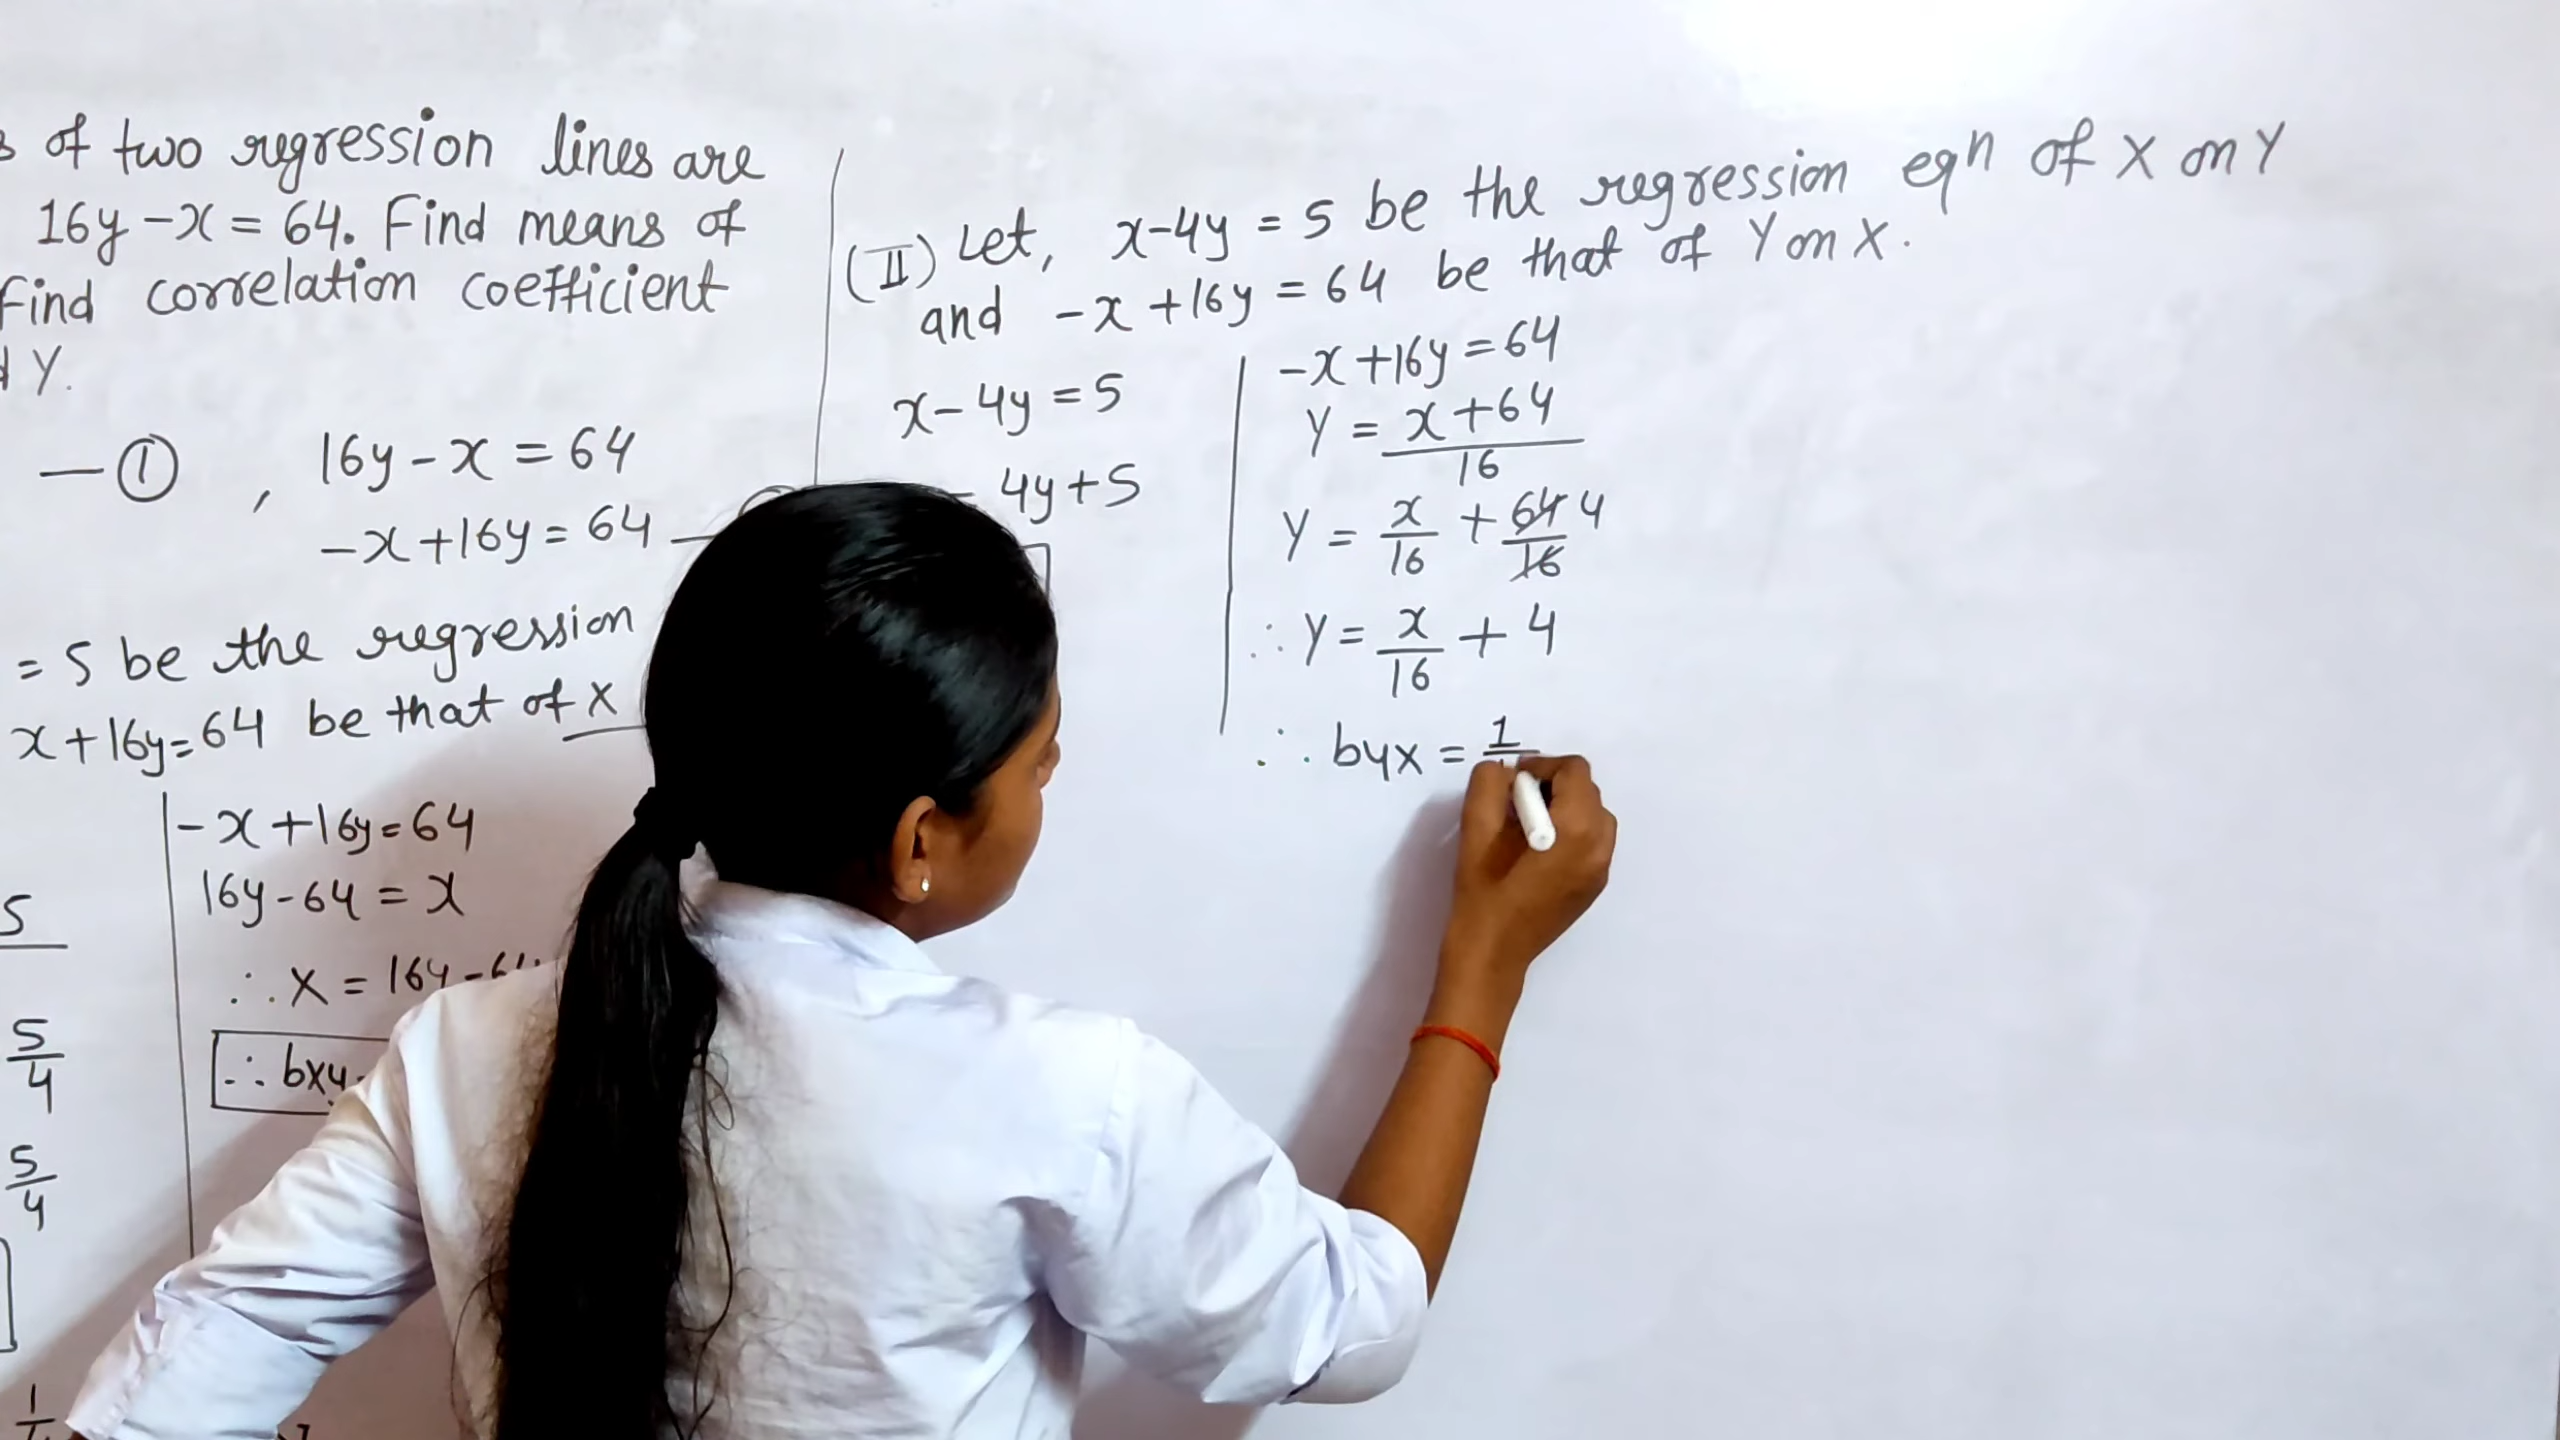 of two regression lines are
16y - x = 64. Find means of
Find correlation coefficient
Y.
— ① , 16y - x = 64
-x + 16y = 64 —
= 5 be the regression
x + 16y = 64 be that of X
5
5/4
5/4
-x + 16y = 64
16y - 64 = x
∴ x = 16y - 64
∴ bxy
(II) Let, x - 4y = 5 be the regression eqn of X on Y
and -x + 16y = 64 be that of Y on X.
x - 4y = 5
4y + 5
-x + 16y = 64
y = x + 64 / 16
y = x/16 + 64/16 4
∴ y = x/16 + 4
∴ byx = 1